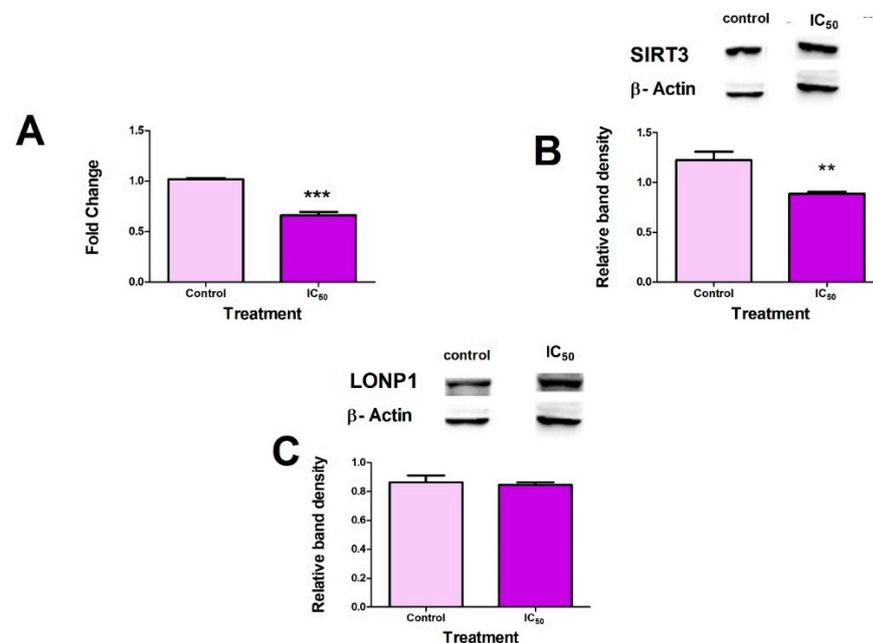 A
Fold Change
1.5
1.0
0.5
0.0
***
Control
IC50
Treatment
control
IC50
SIRT3
β- Actin
B
Relative band density
1.5
1.0
0.5
0.0
**
Control
IC50
Treatment
control
IC50
LONP1
β- Actin
C
Relative band density
1.0
0.8
0.6
0.4
0.2
0.0
Control
IC50
Treatment